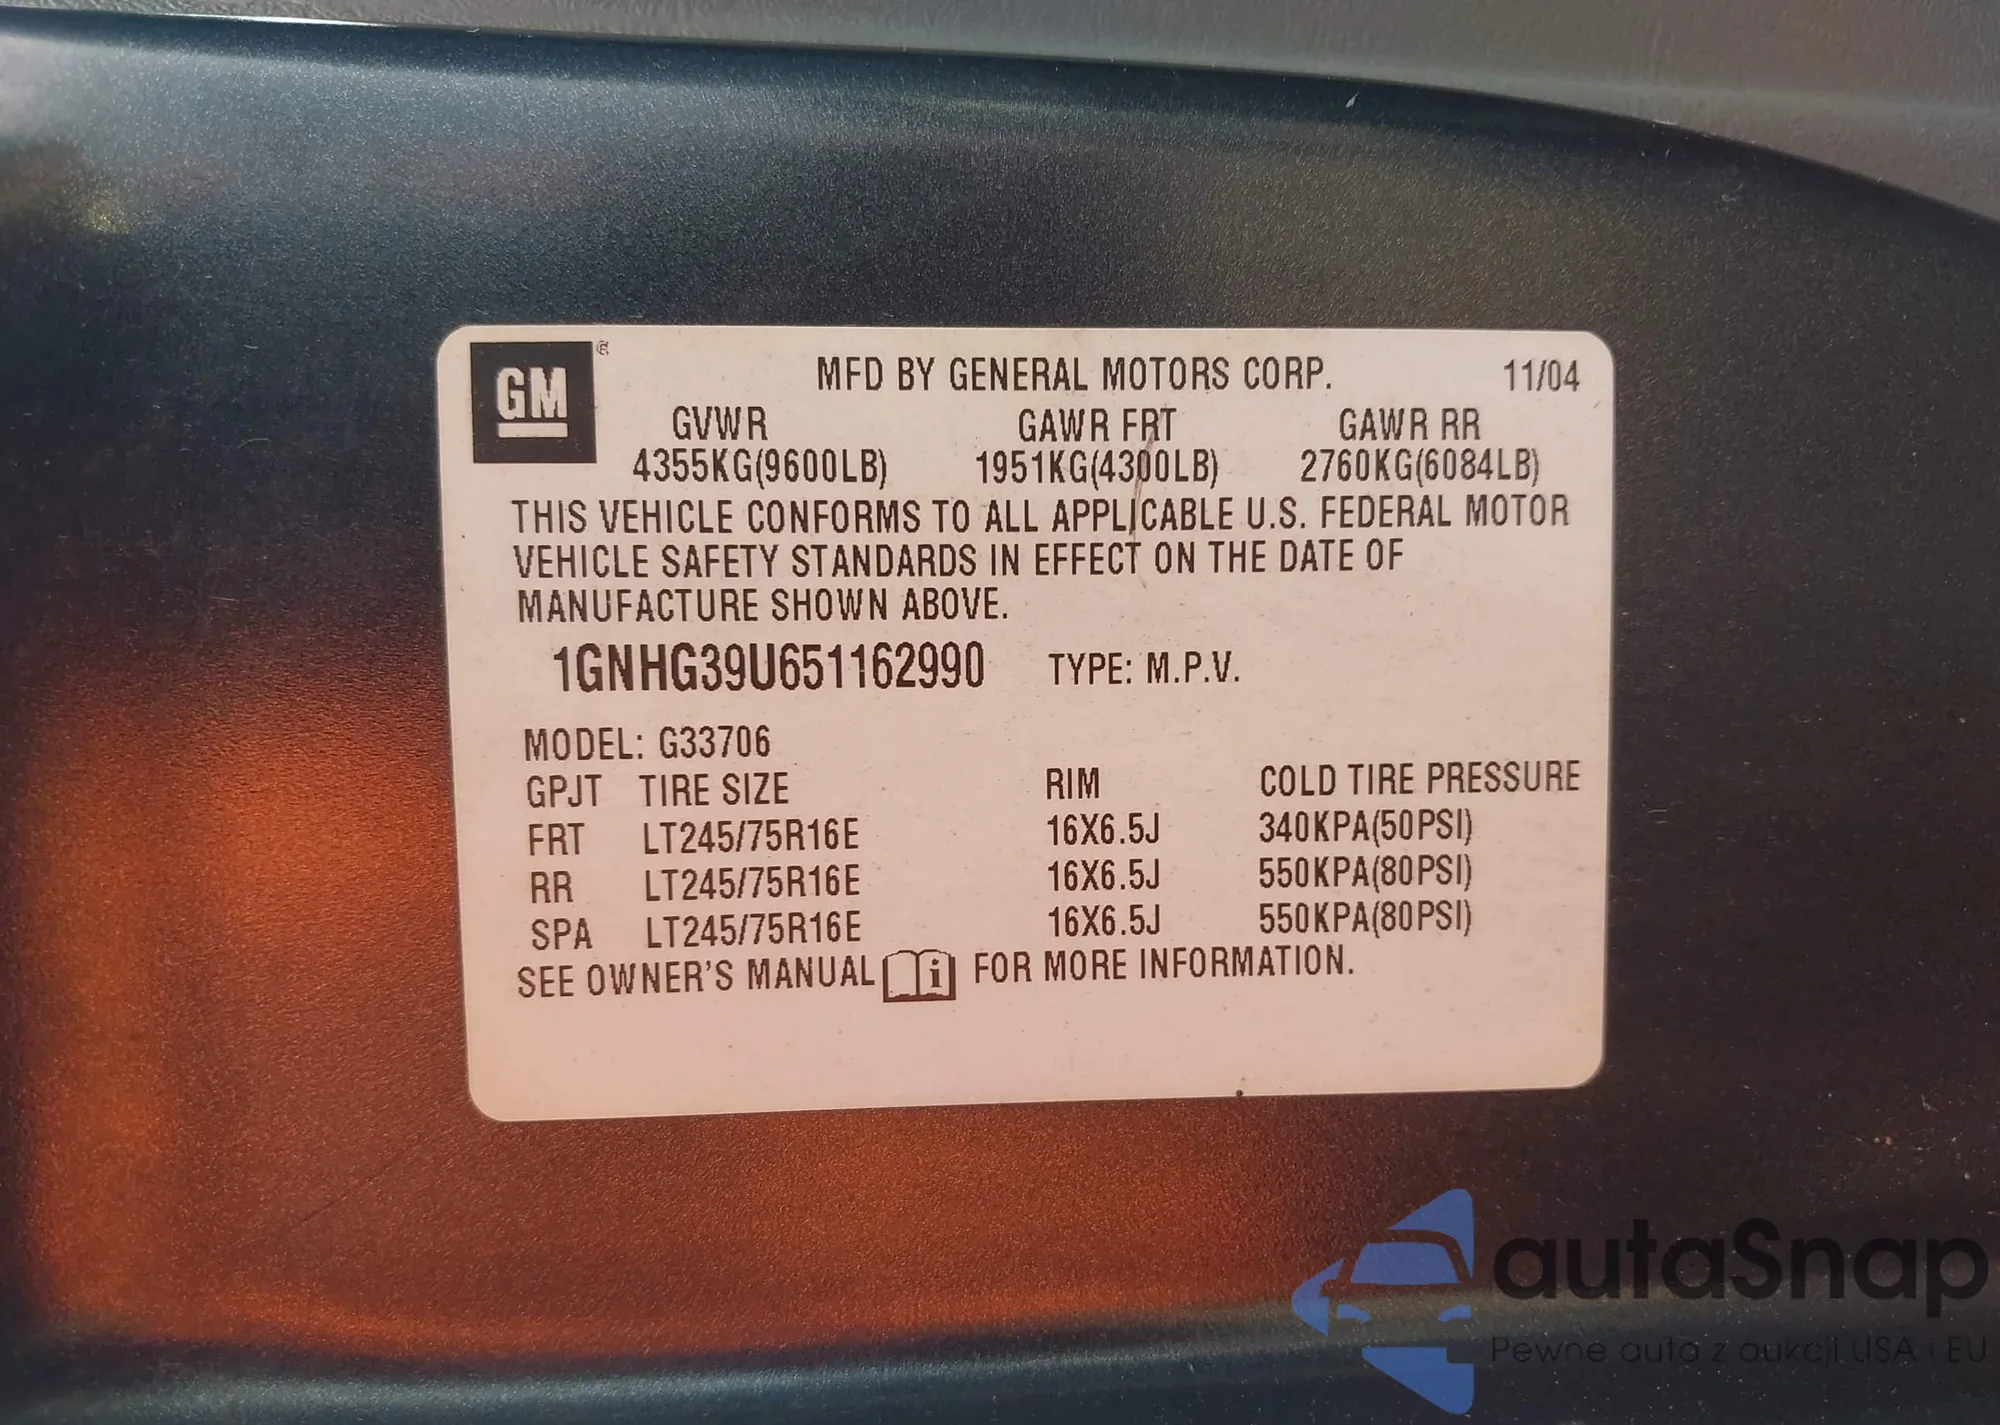 GM ®
MFD BY GENERAL MOTORS CORP. 11/04
GVWR GAWR FRT GAWR RR
4355KG(9600LB) 1951KG(4300LB) 2760KG(6084LB)
THIS VEHICLE CONFORMS TO ALL APPLICABLE U.S. FEDERAL MOTOR
VEHICLE SAFETY STANDARDS IN EFFECT ON THE DATE OF
MANUFACTURE SHOWN ABOVE.
1GNHG39U651162990 TYPE: M.P.V.
MODEL: G33706
GPJT TIRE SIZE RIM COLD TIRE PRESSURE
FRT LT245/75R16E 16X6.5J 340KPA(50PSI)
RR LT245/75R16E 16X6.5J 550KPA(80PSI)
SPA LT245/75R16E 16X6.5J 550KPA(80PSI)
SEE OWNER'S MANUAL i FOR MORE INFORMATION.
autaSnap
Pewne auta z aukcji USA i EU